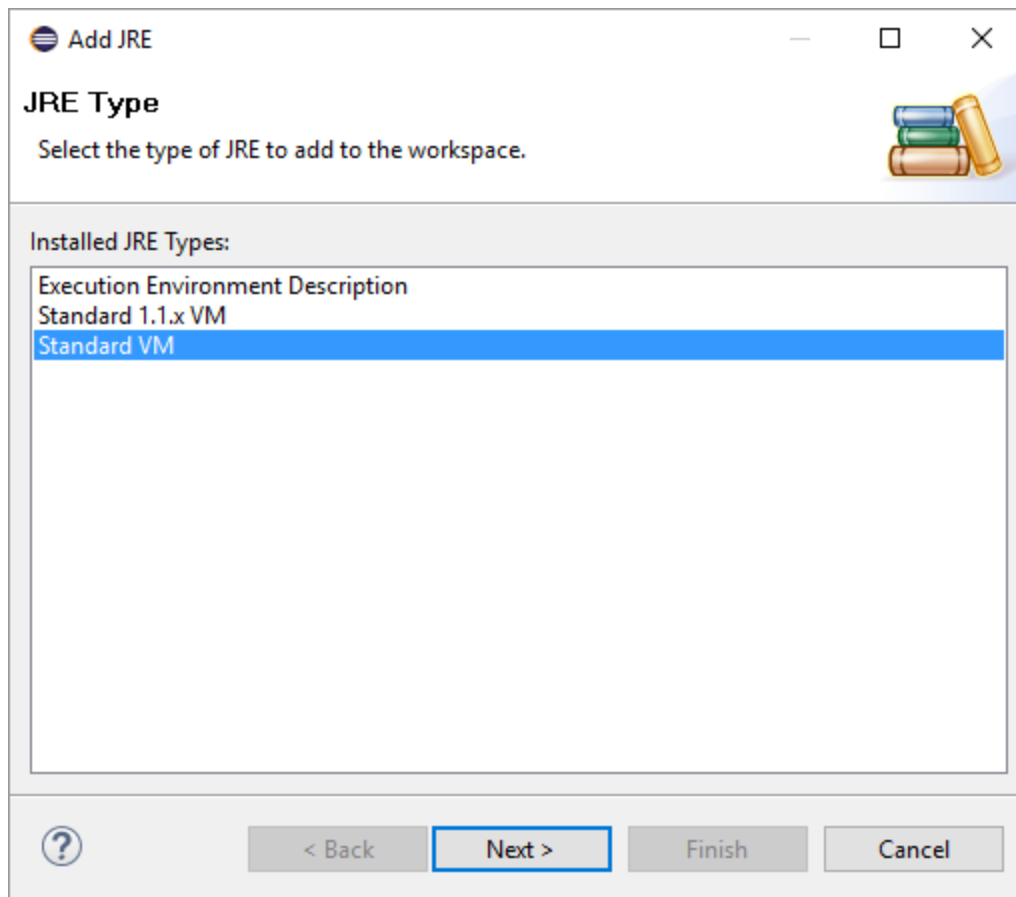 Add JRE
JRE Type
Select the type of JRE to add to the workspace.
Installed JRE Types:
Execution Environment Description
Standard 1.1.x VM
Standard VM
?
< Back
Next >
Finish
Cancel